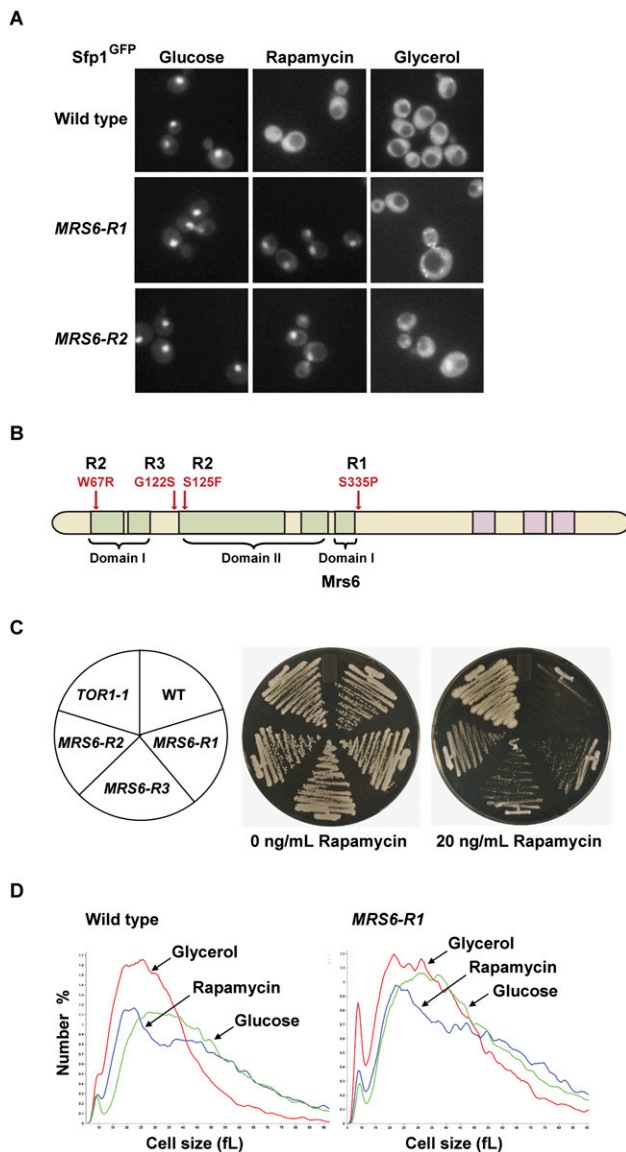 A
Sfp1GFP
Glucose Rapamycin Glycerol
Wild type
MRS6-R1
MRS6-R2
B
R2 R3 R2 R1
W67R G122S S125F S335P
Domain I Domain II Domain I
Mrs6
C
TOR1-1 WT
MRS6-R2 MRS6-R1
MRS6-R3
0 ng/mL Rapamycin 20 ng/mL Rapamycin
D
Wild type MRS6-R1
Glycerol
Rapamycin
Glucose
Glycerol
Rapamycin
Glucose
Number %
Cell size (fL) Cell size (fL)